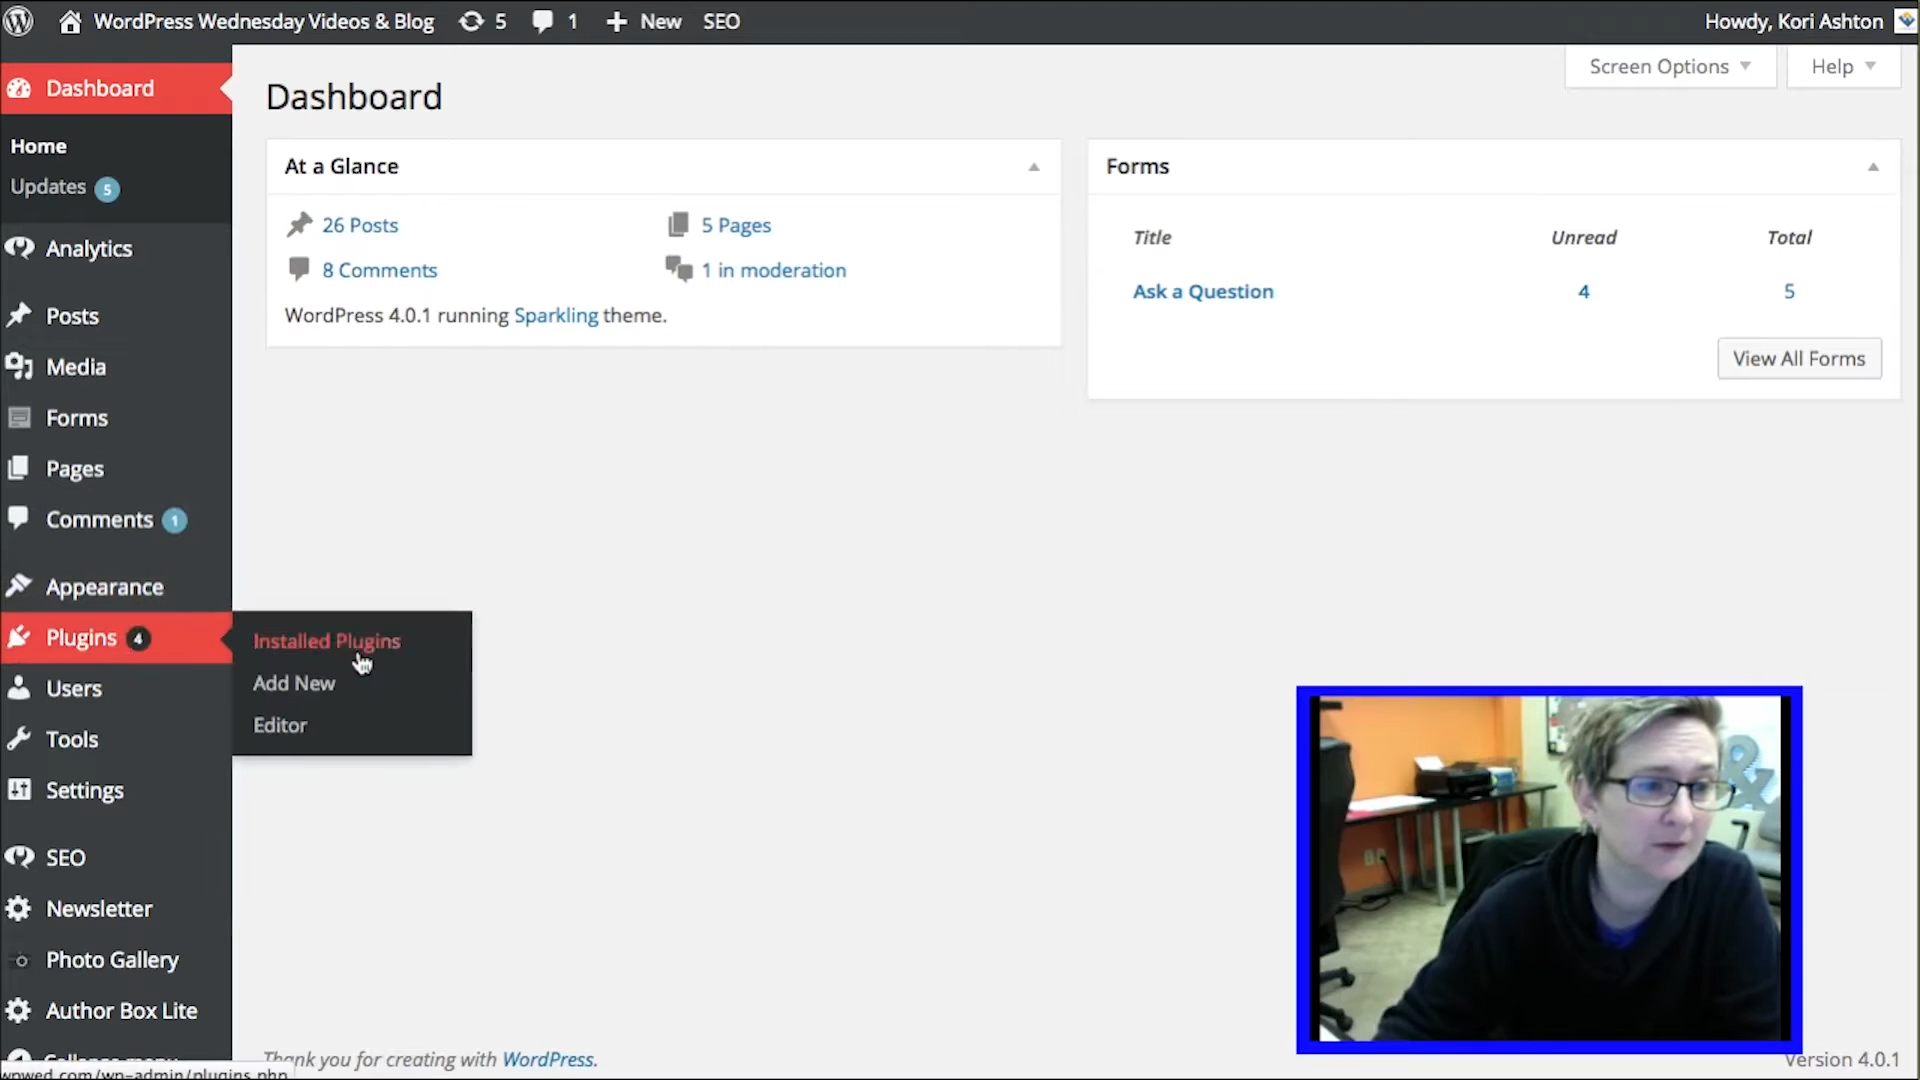 WordPress Wednesday Videos & Blog 5 1 New SEO Howdy, Kori Ashton
Screen Options Help
Dashboard
Home
Updates 5
Analytics
Posts
Media
Forms
Pages
Comments 1
Appearance
Plugins 4
Users
Tools
Settings
SEO
Newsletter
Photo Gallery
Author Box Lite
Collapse menu
wpwed.com/wp-admin/plugins.php
Installed Plugins
Add New
Editor
Dashboard
At a Glance
26 Posts 5 Pages
8 Comments 1 in moderation
WordPress 4.0.1 running Sparkling theme.
Forms
Title Unread Total
Ask a Question 4 5
View All Forms
&
Thank you for creating with WordPress.
Version 4.0.1